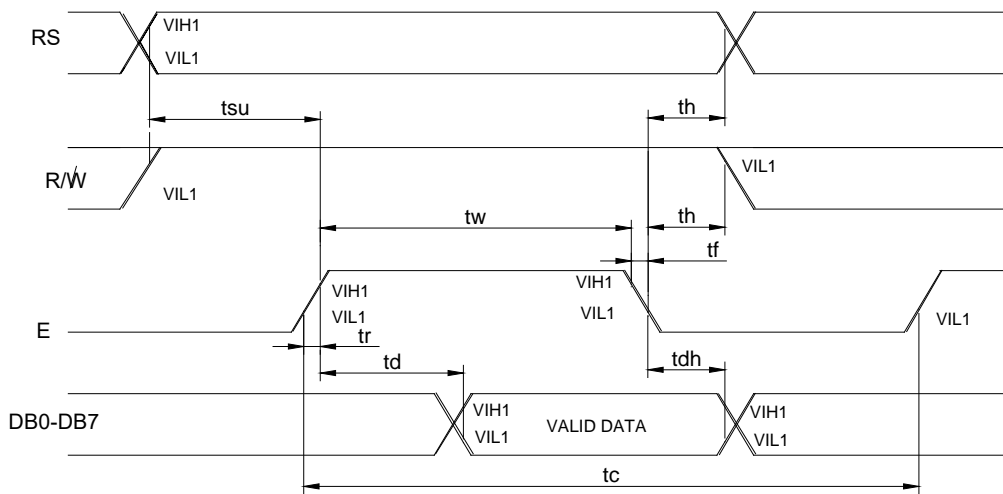 RS
VIH1
VIL1
tsu
th
R/W
VIL1
VIL1
tw
th
tf
E
VIH1
VIL1
VIH1
VIL1
VIL1
tr
td
tdh
DB0-DB7
VIH1
VIL1
VALID DATA
VIH1
VIL1
tc